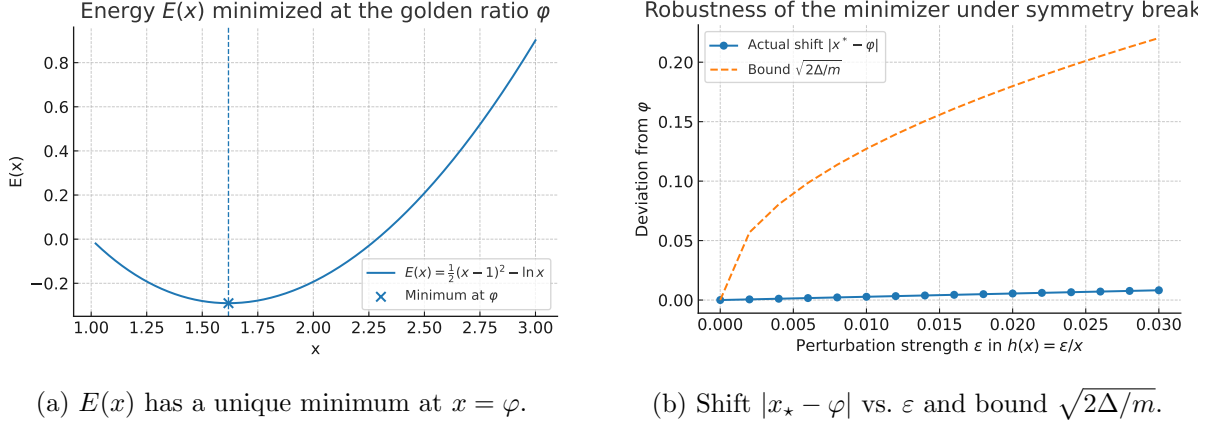 Energy E(x) minimized at the golden ratio φ
E(x)
0.8
0.6
0.4
0.2
0.0
−0.2
E(x) = ½(x − 1)² − ln x
Minimum at φ
1.00 1.25 1.50 1.75 2.00 2.25 2.50 2.75 3.00
x
(a) E(x) has a unique minimum at x = φ.
Robustness of the minimizer under symmetry break
Deviation from φ
0.20
0.15
0.10
0.05
0.00
Actual shift |x* − φ|
Bound √2Δ/m
0.000 0.005 0.010 0.015 0.020 0.025 0.030
Perturbation strength ε in h(x) = ε/x
(b) Shift |x⋆ − φ| vs. ε and bound √2Δ/m.